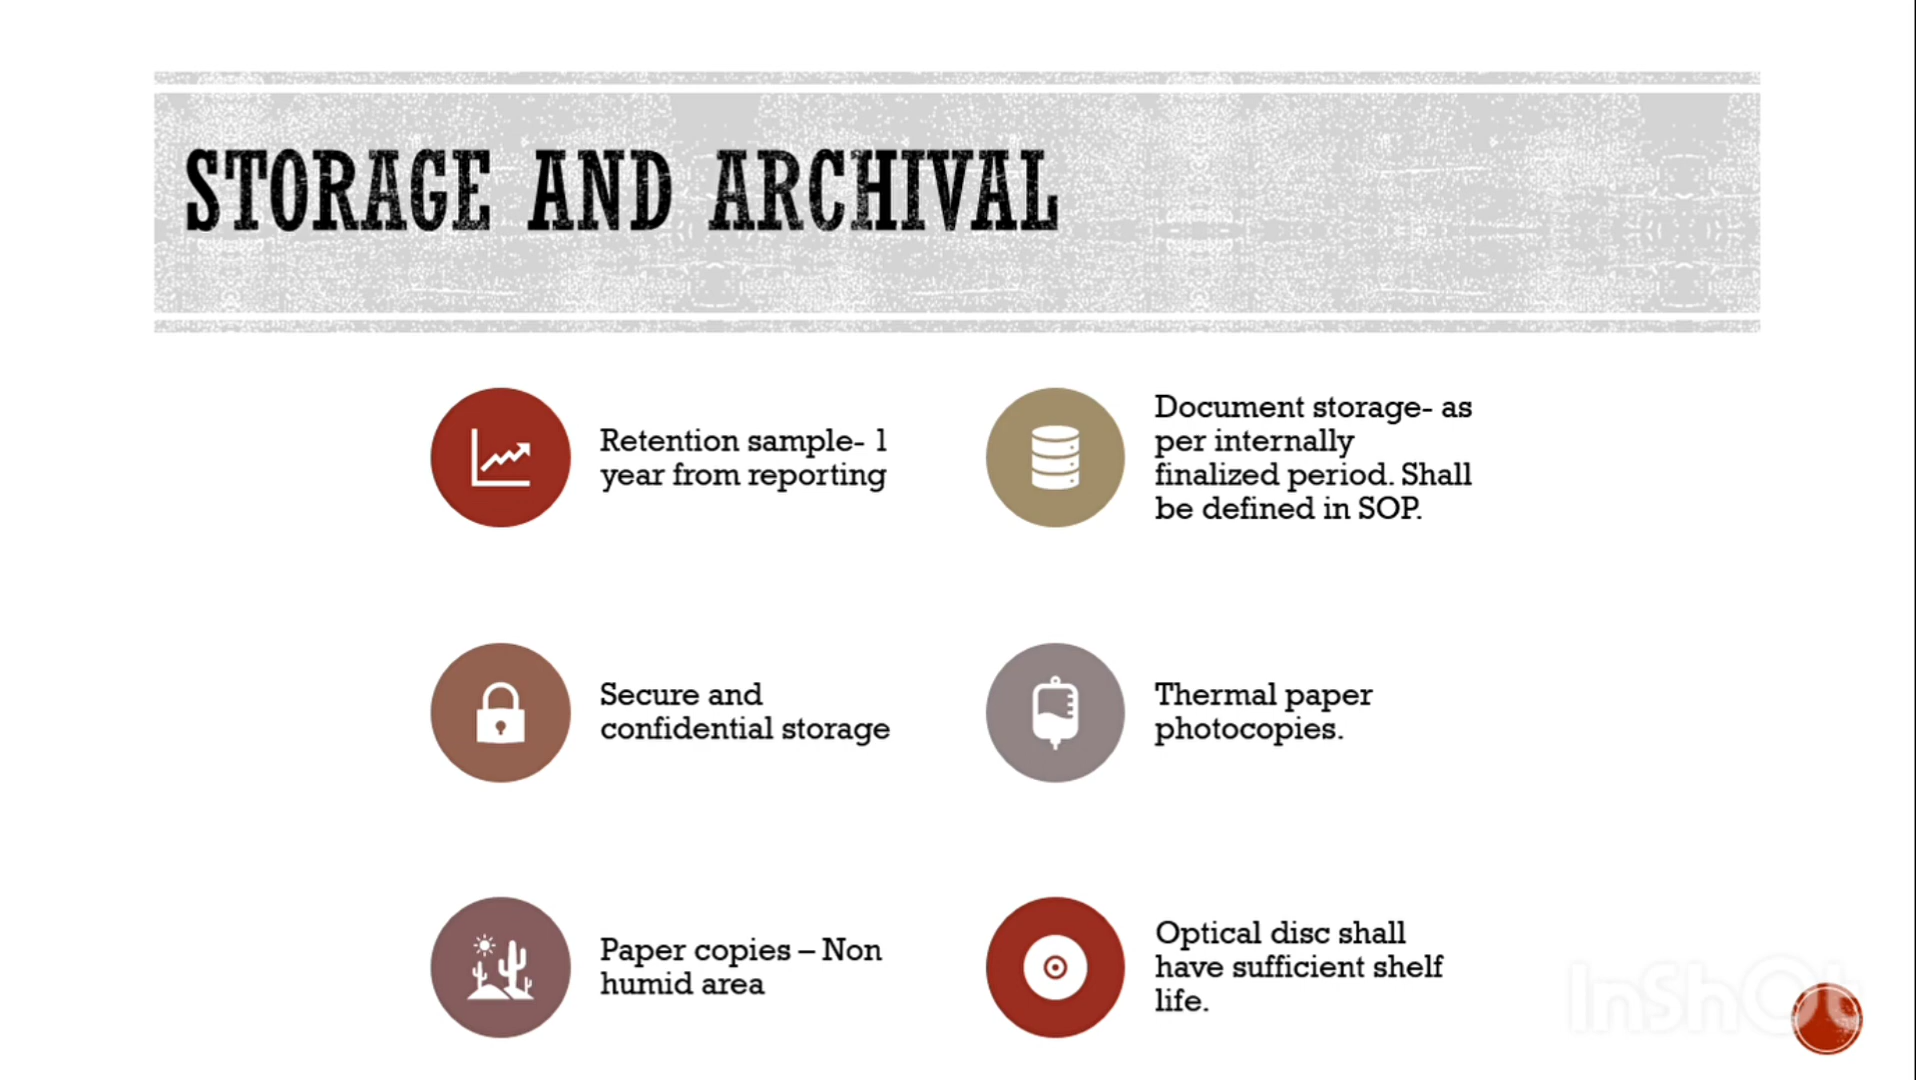 STORAGE AND ARCHIVAL
Retention sample- 1
year from reporting
Document storage- as
per internally
finalized period. Shall
be defined in SOP.
Secure and
confidential storage
Thermal paper
photocopies.
Paper copies – Non
humid area
Optical disc shall
have sufficient shelf
life.
InShOt